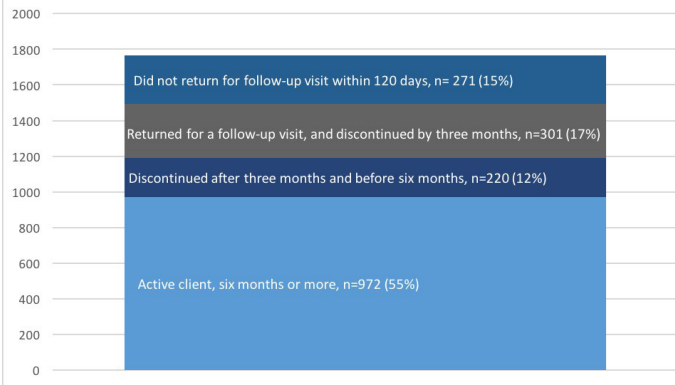 2000
1800
1600
1400
1200
1000
800
600
400
200
0
Did not return for follow-up visit within 120 days, n= 271 (15%)
Returned for a follow-up visit, and discontinued by three months, n=301 (17%)
Discontinued after three months and before six months, n=220 (12%)
Active client, six months or more, n=972 (55%)